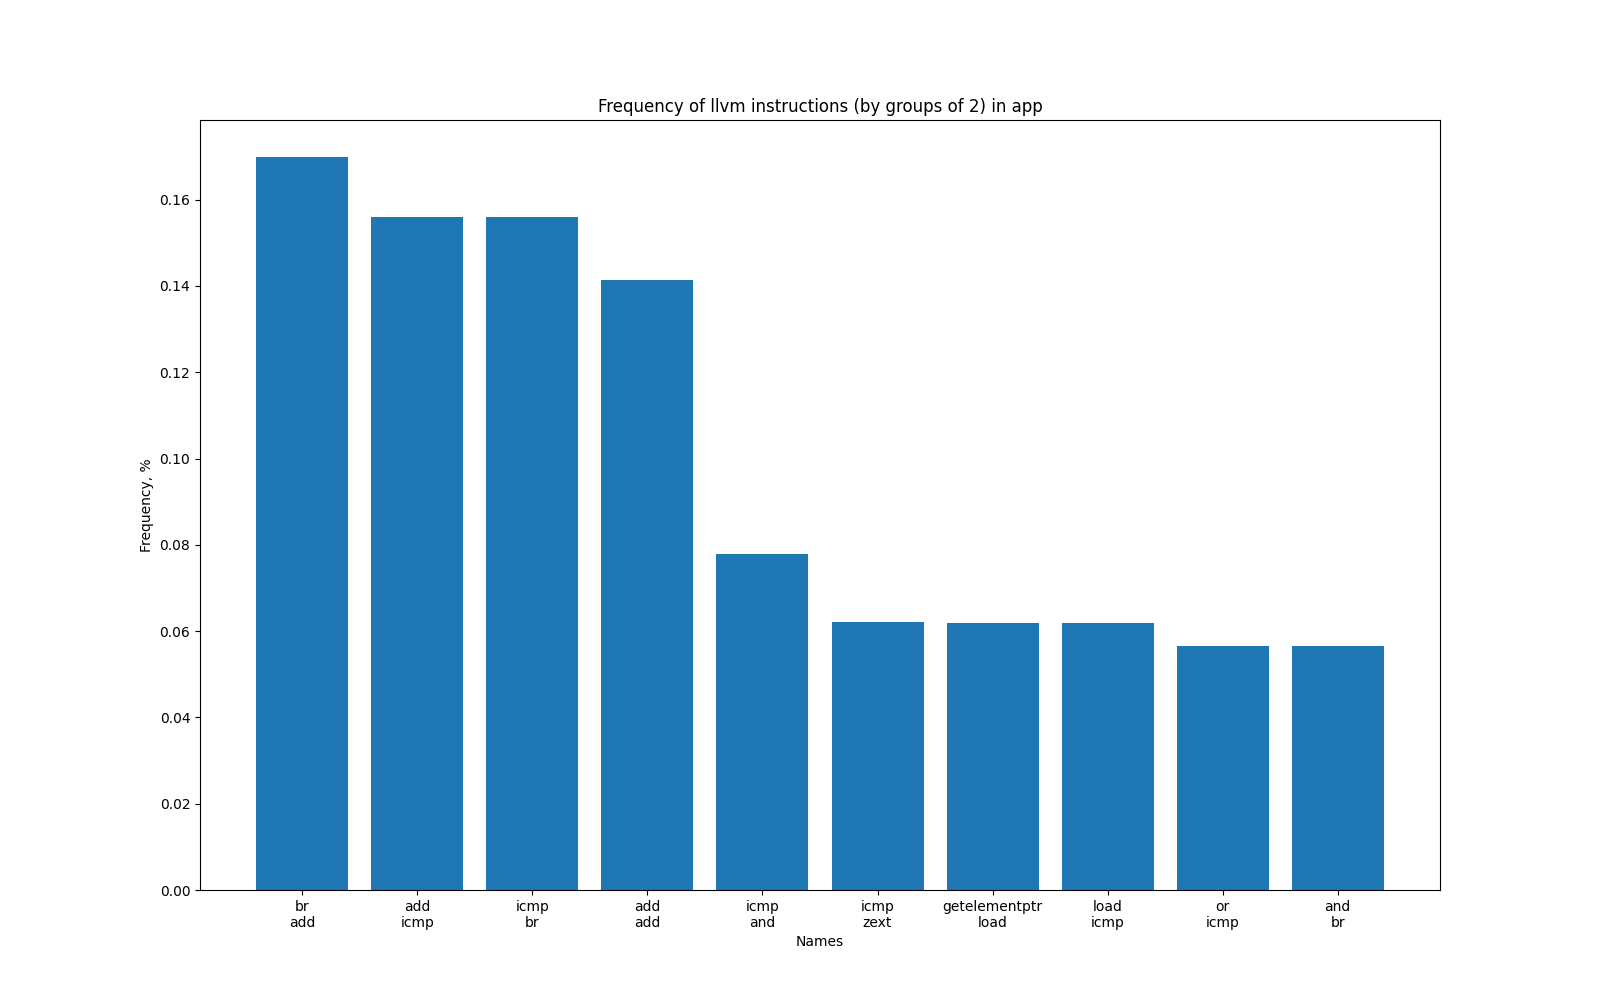 Frequency of llvm instructions (by groups of 2) in app
Frequency, %
0.16
0.14
0.12
0.10
0.08
0.06
0.04
0.02
0.00
br
add
add
icmp
icmp
br
add
add
icmp
and
icmp
zext
getelementptr
load
load
icmp
or
icmp
and
br
Names